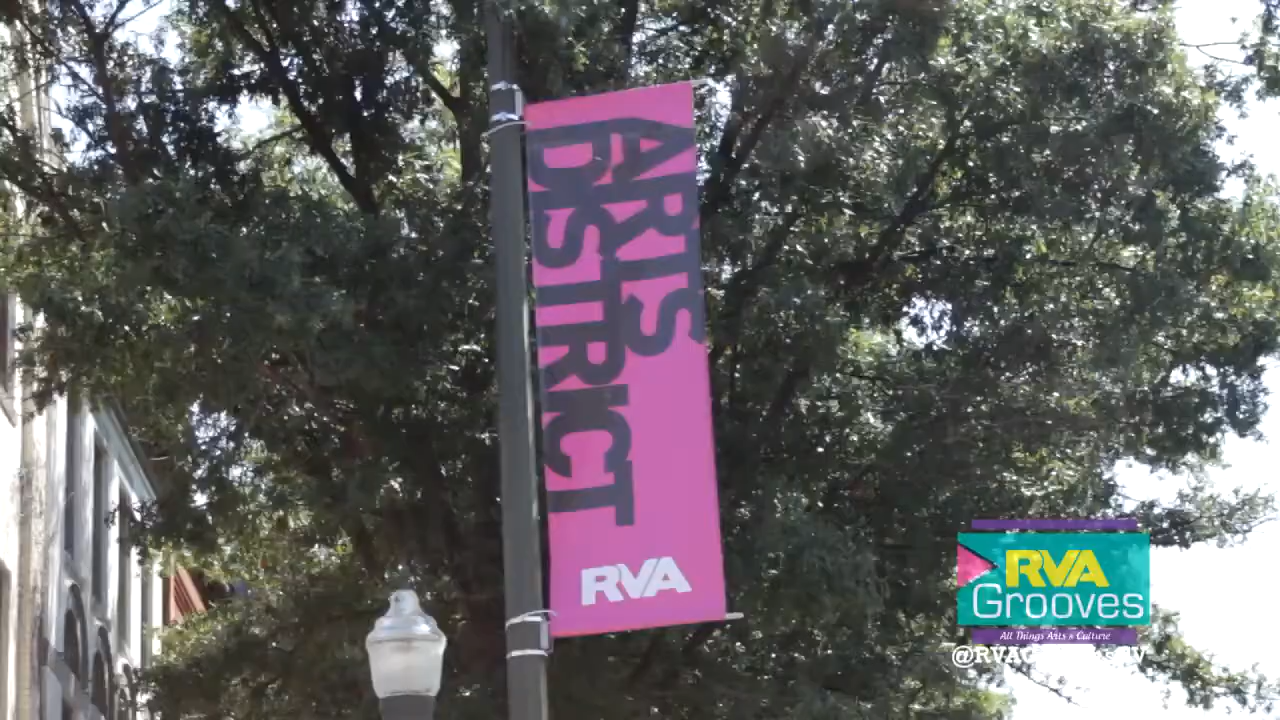 ARTS
DISTRICT
RVA
RVA
Grooves
All Things Arts & Culture